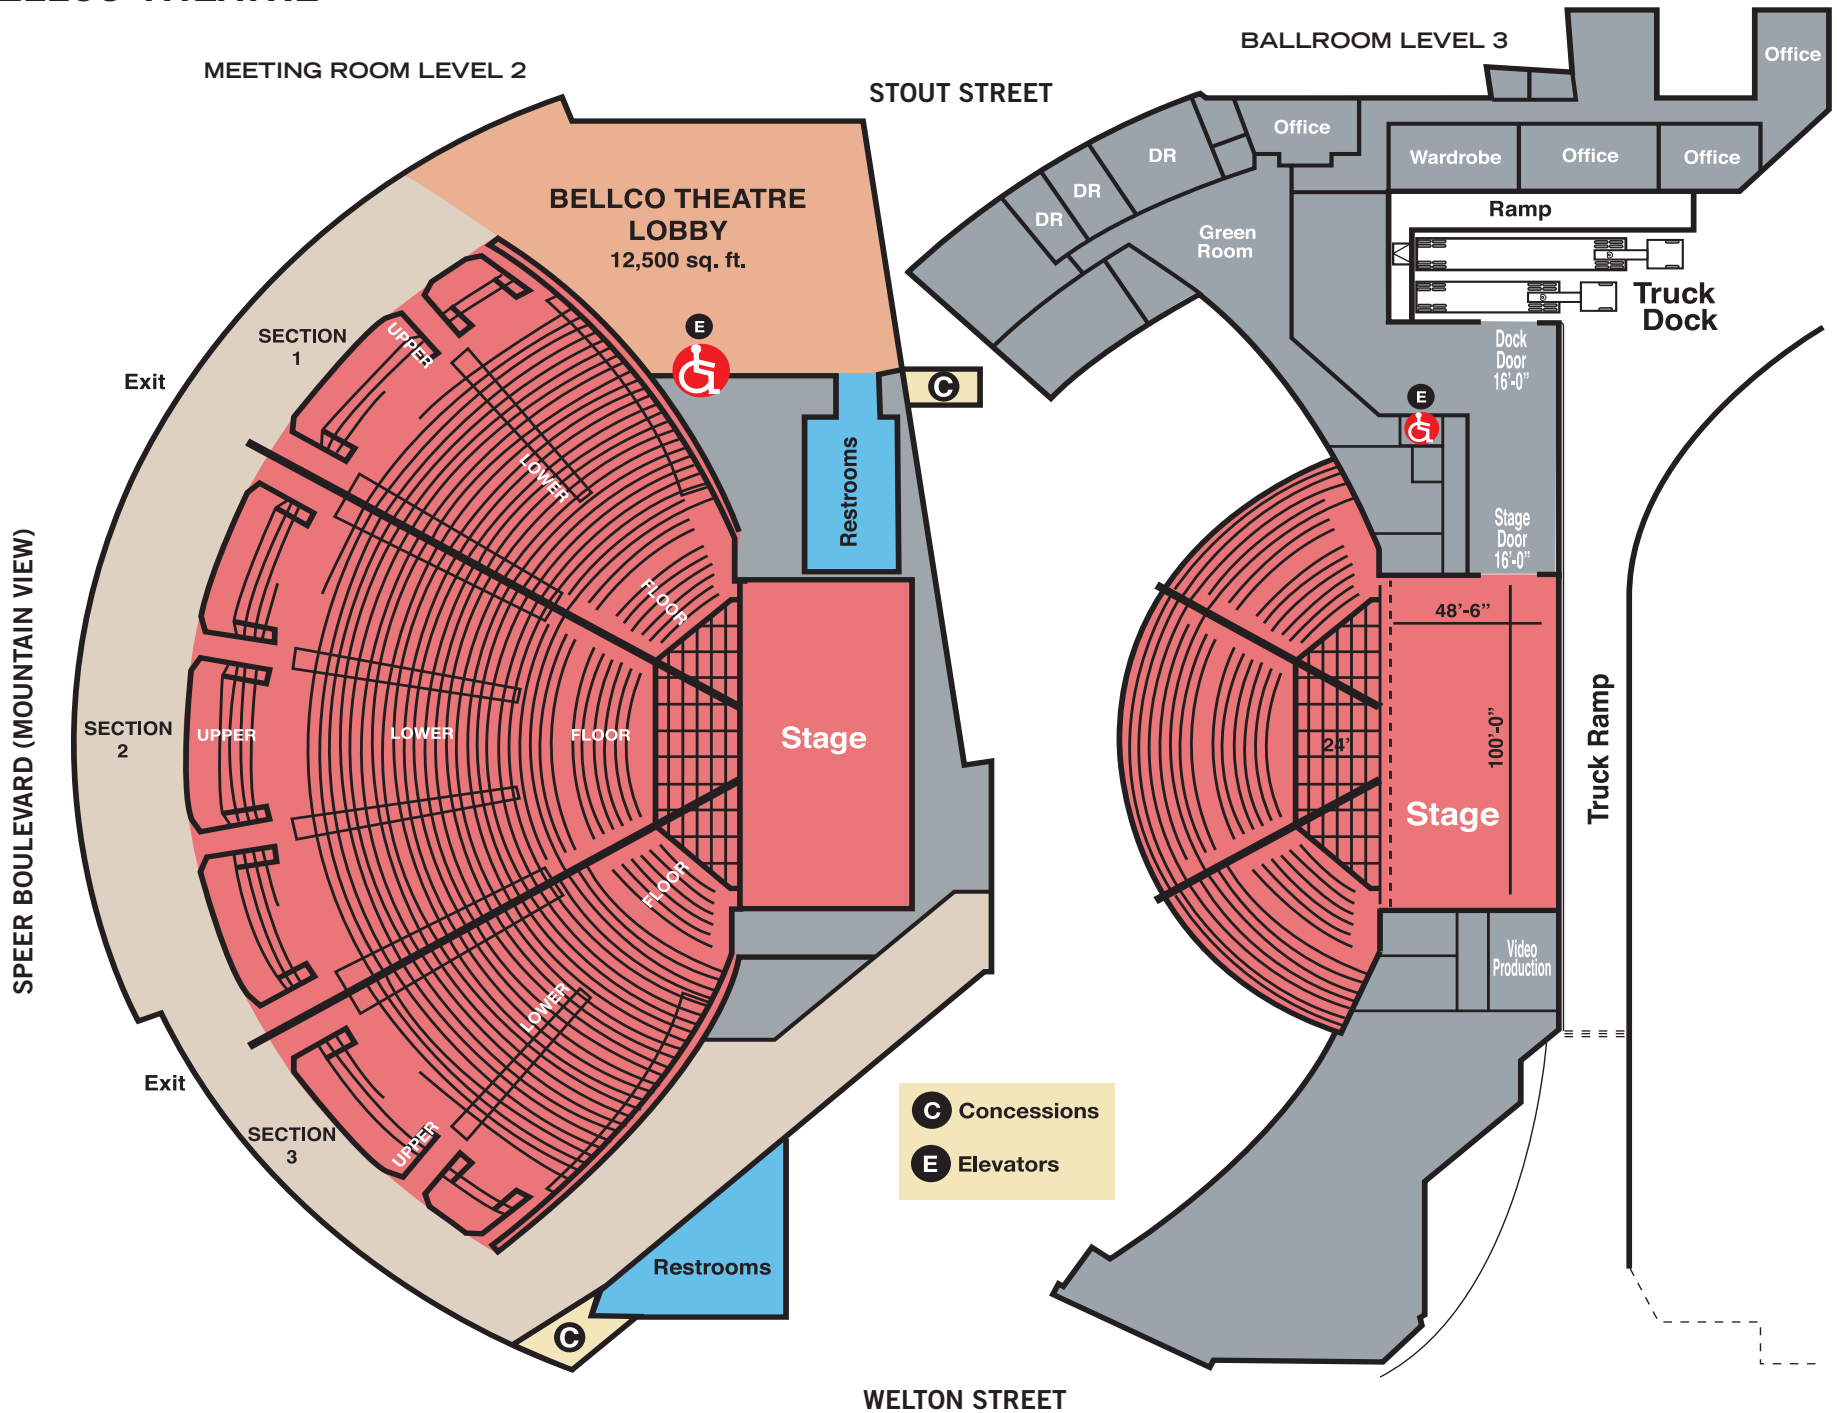 MEETING ROOM LEVEL 2
BALLROOM LEVEL 3
STOUT STREET
BELLCO THEATRE
LOBBY
12,500 sq. ft.
E
SECTION
1
Exit
UPPER
LOWER
FLOOR
C
Restrooms
SPEER BOULEVARD (MOUNTAIN VIEW)
SECTION
2
UPPER
LOWER
FLOOR
Stage
FLOOR
LOWER
Exit
SECTION
3
UPPER
Restrooms
C
C Concessions
E Elevators
WELTON STREET
Office
Office
DR
DR
DR
Wardrobe
Office
Office
Green
Room
Ramp
Truck
Dock
Dock
Door
16'-0"
E
Stage
Door
16'-0"
48'-6"
24'
100'-0"
Stage
Truck Ramp
Video
Production